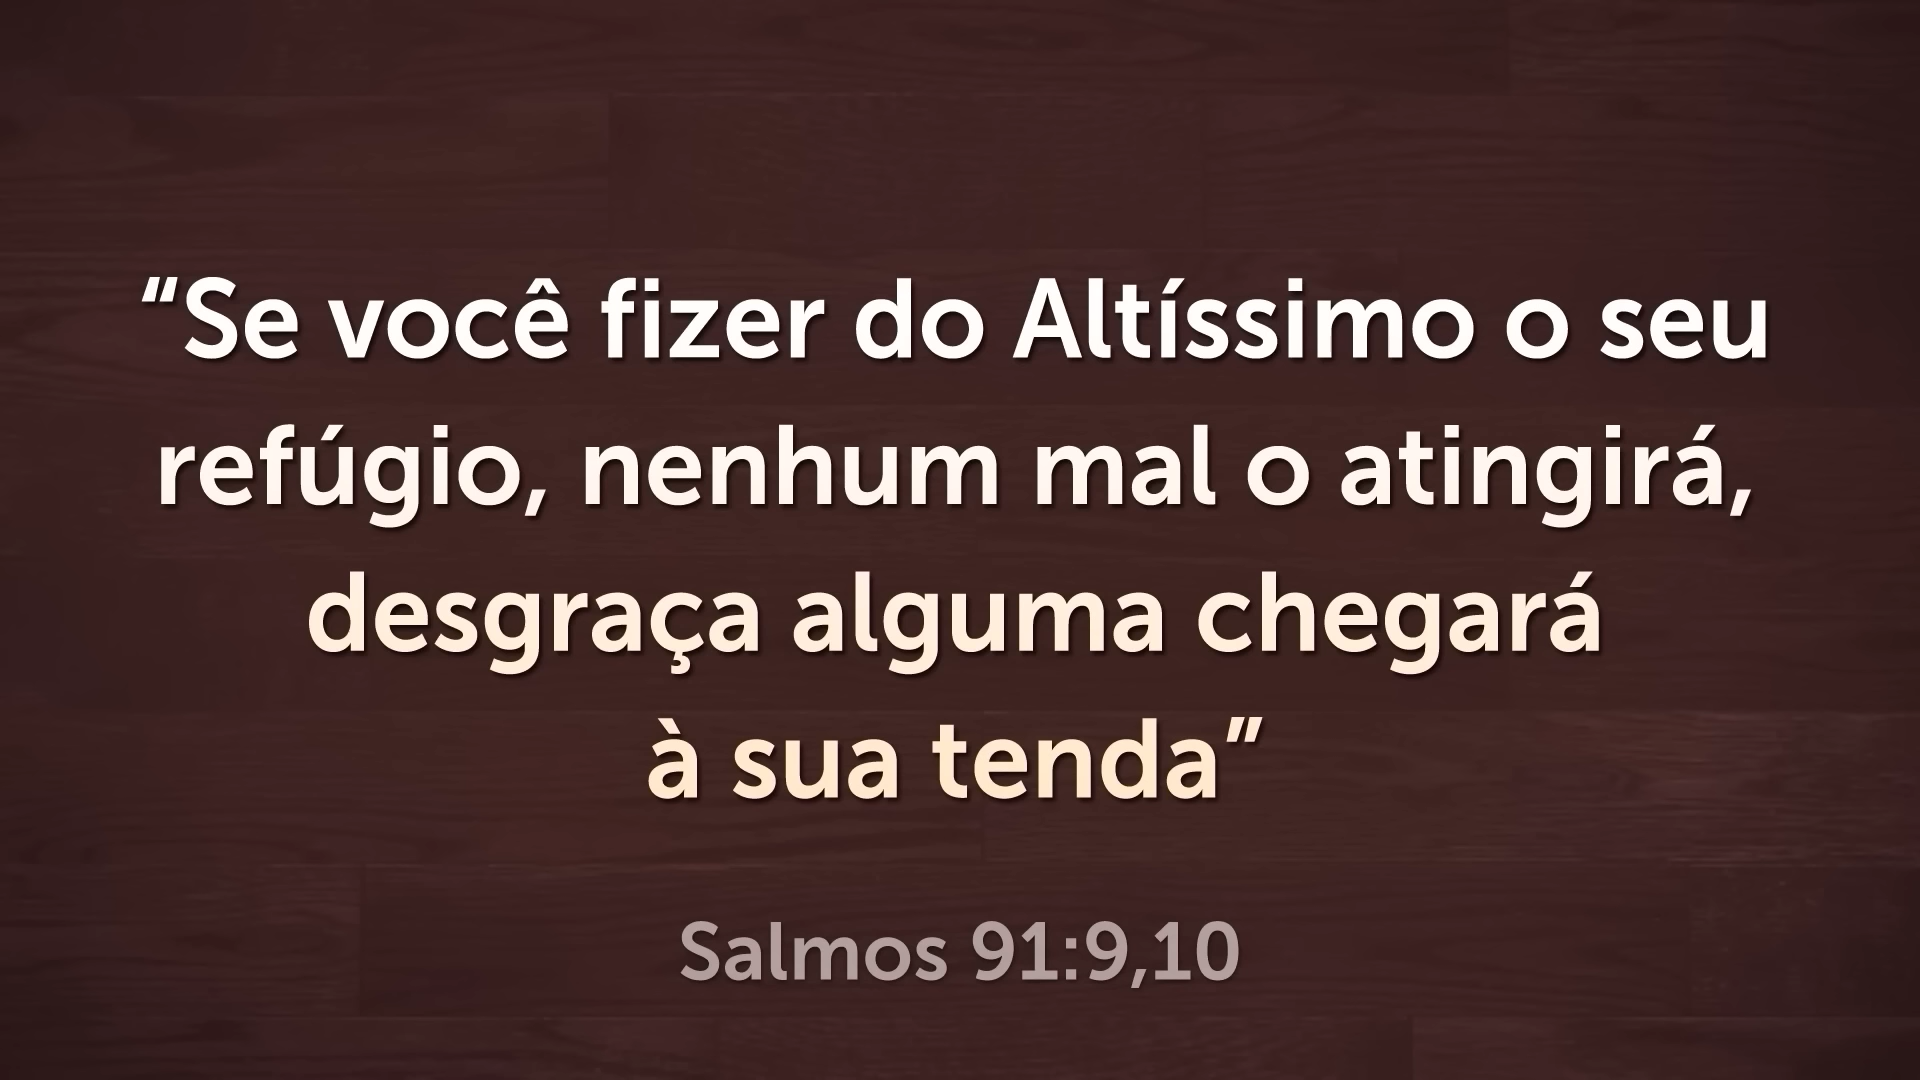 “Se você fizer do Altíssimo o seu
refúgio, nenhum mal o atingirá,
desgraça alguma chegará
à sua tenda”
Salmos 91:9,10